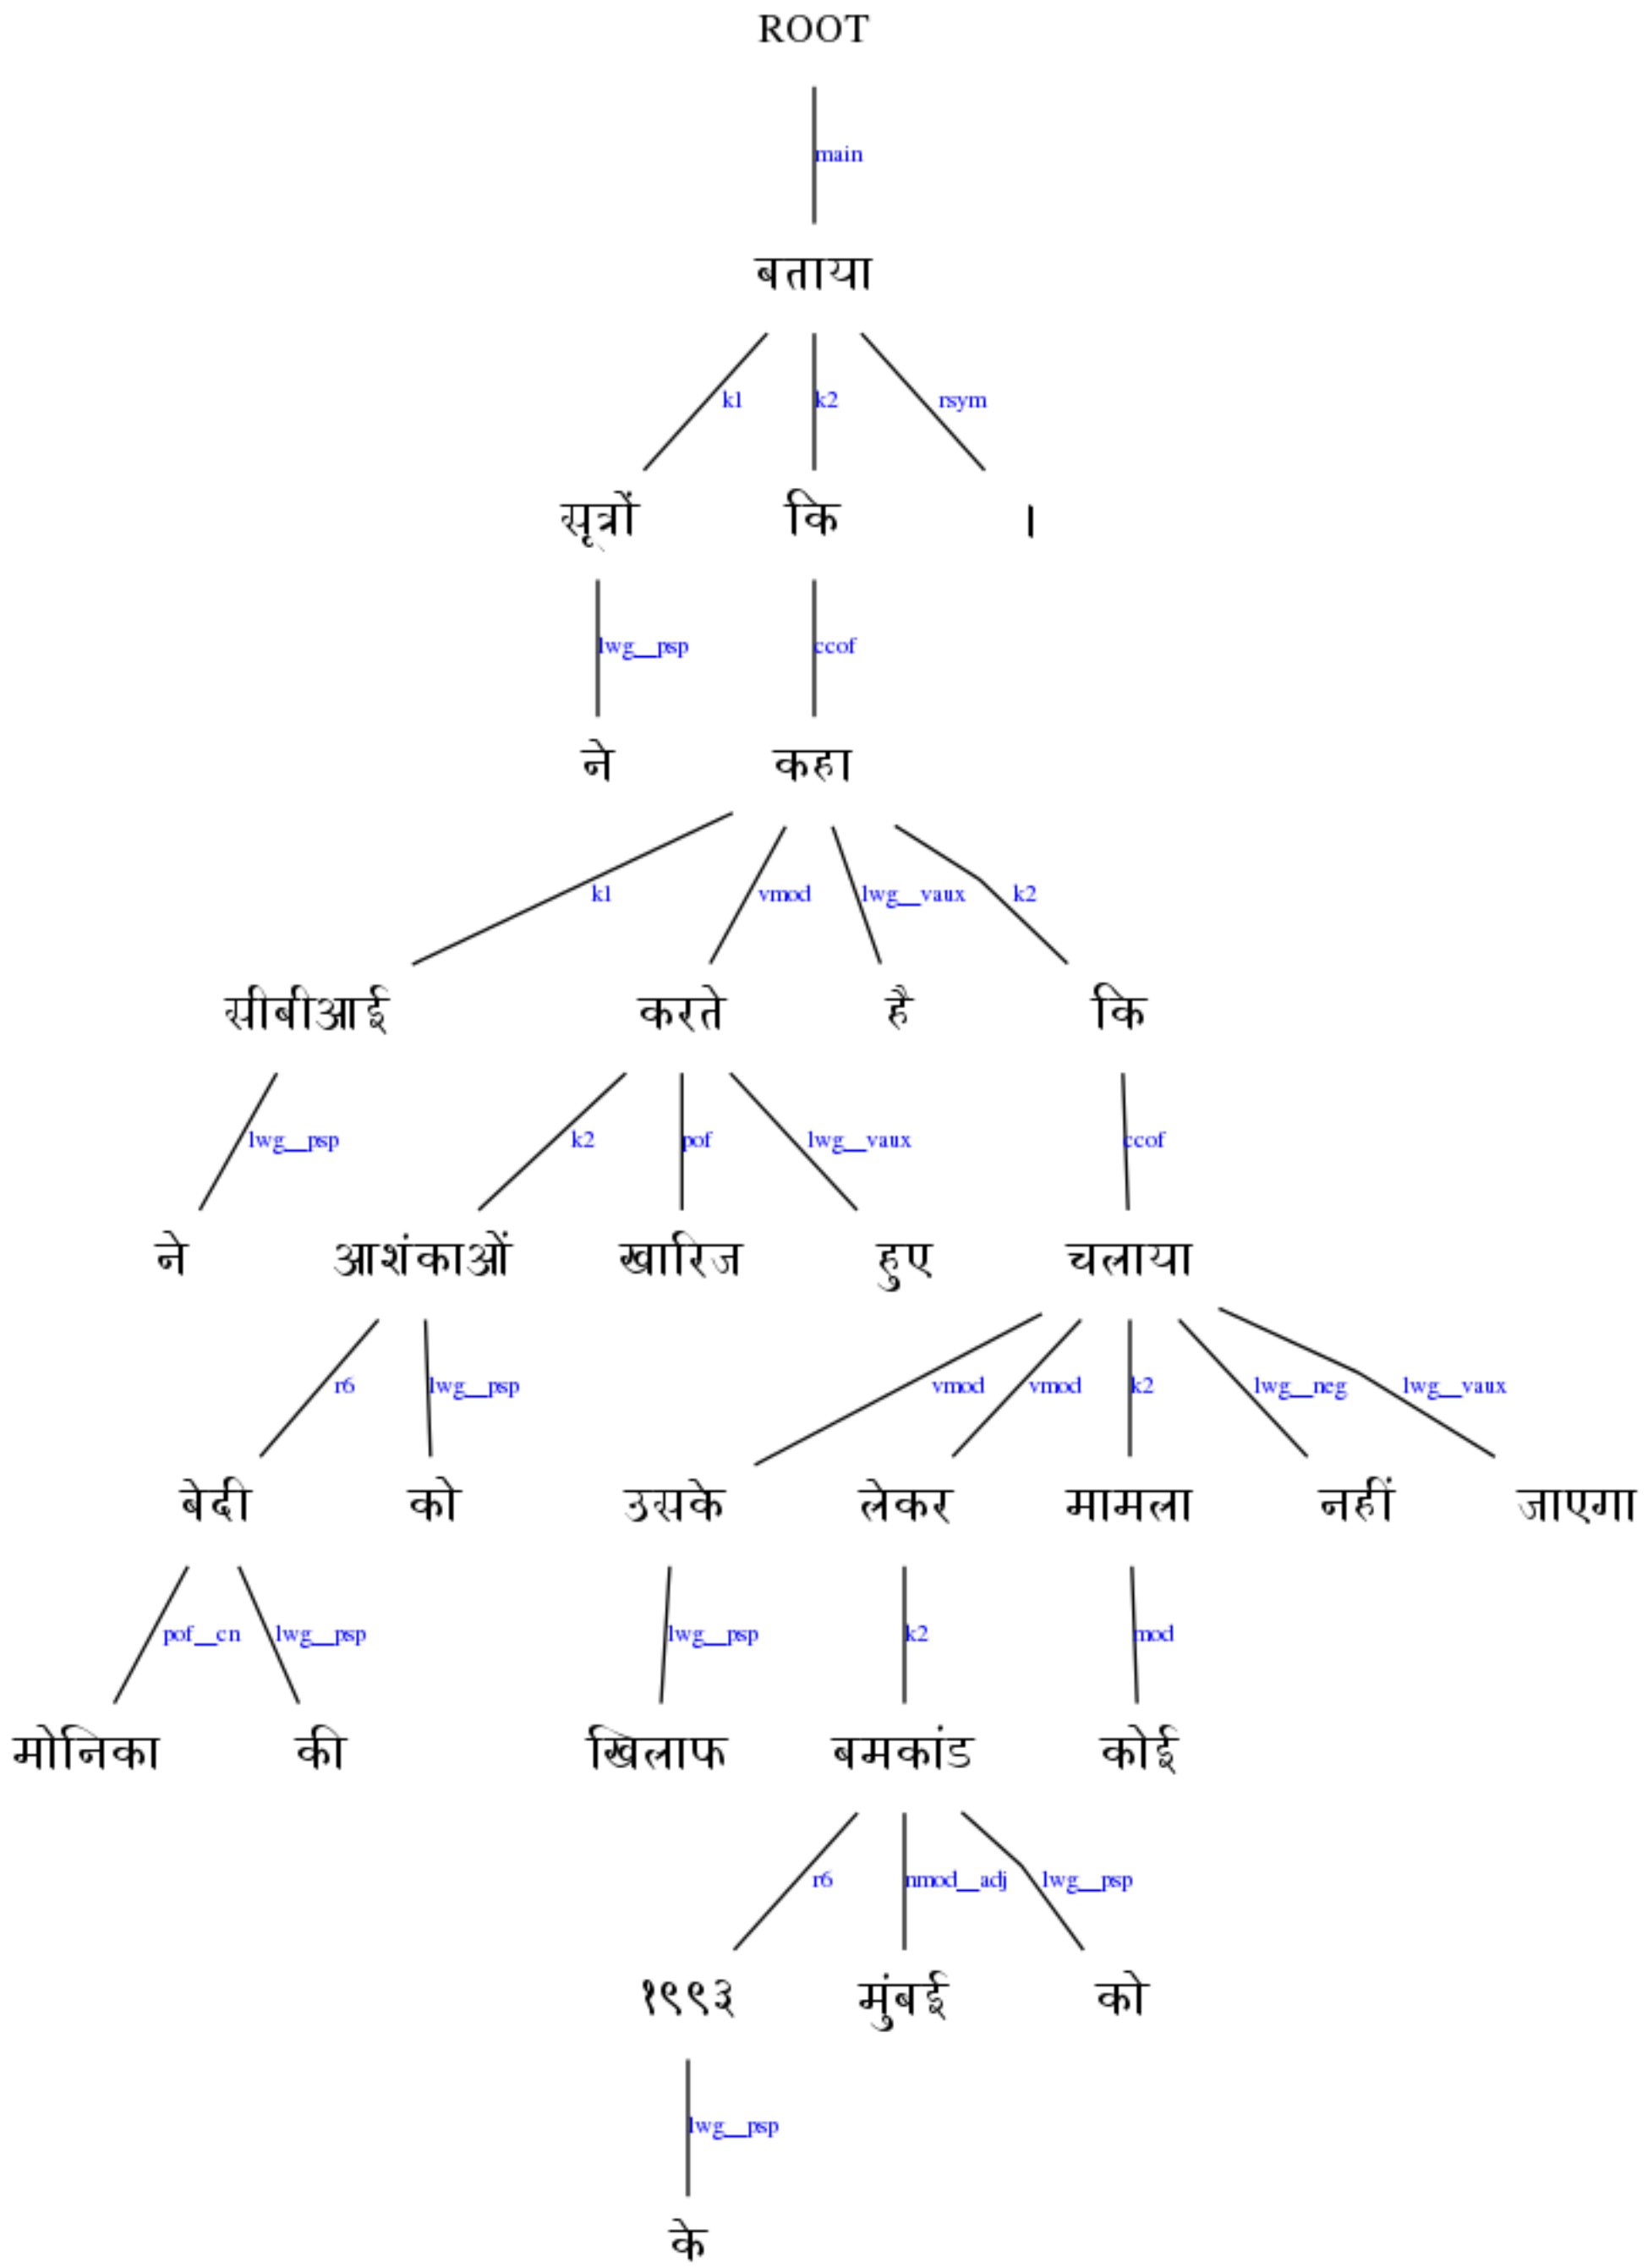 ROOT
main
बताया
k1 k2 rsym
सूत्रों कि ।
lwg__psp ccof
ने कहा
k1 vmod lwg__vaux k2
सीबीआई करते है कि
lwg__psp k2 pof lwg__vaux ccof
ने आशंकाओं खारिज हुए चलाया
r6 lwg__psp vmod vmod k2 lwg__neg lwg__vaux
बेदी को उसके लेकर मामला नहीं जाएगा
pof__cn lwg__psp lwg__psp k2 mod
मोनिका की खिलाफ बमकांड कोई
r6 nmod__adj lwg__psp
१९९३ मुंबई को
lwg__psp
के